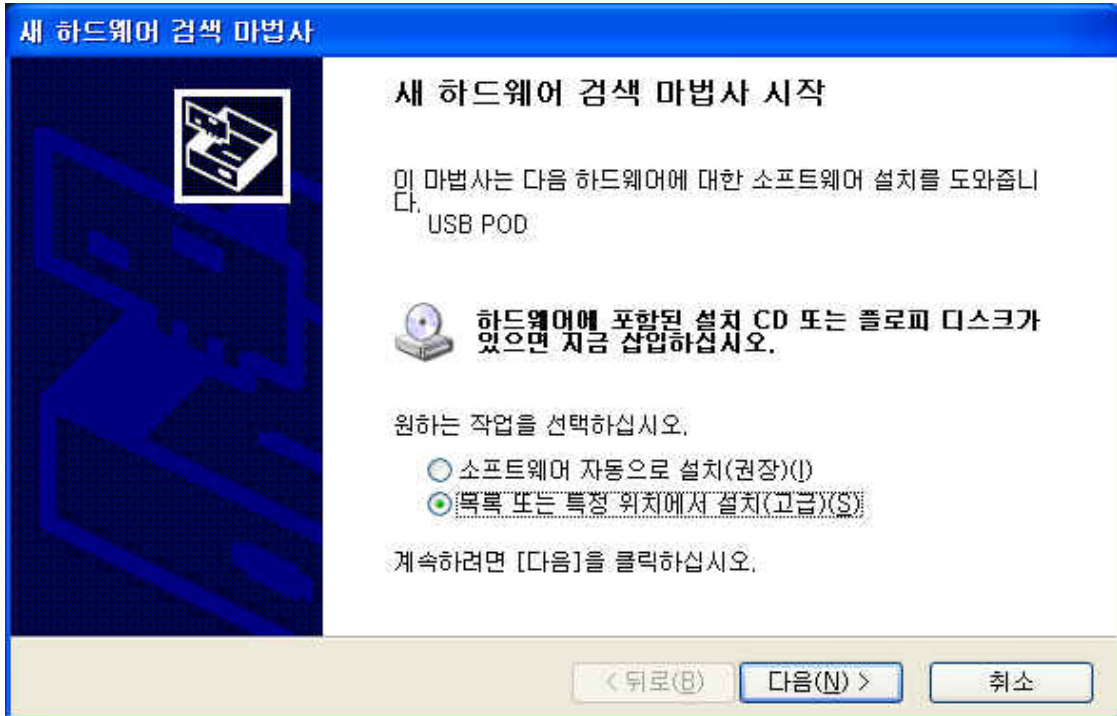 새 하드웨어 검색 마법사
새 하드웨어 검색 마법사 시작
이 마법사는 다음 하드웨어에 대한 소프트웨어 설치를 도와줍니
다.
USB POD
하드웨어에 포함된 설치 CD 또는 플로피 디스크가
있으면 지금 삽입하십시오.
원하는 작업을 선택하십시오.
소프트웨어 자동으로 설치(권장)(I)
목록 또는 특정 위치에서 설치(고급)(S)
계속하려면 [다음]을 클릭하십시오.
< 뒤로(B) 다음(N) > 취소